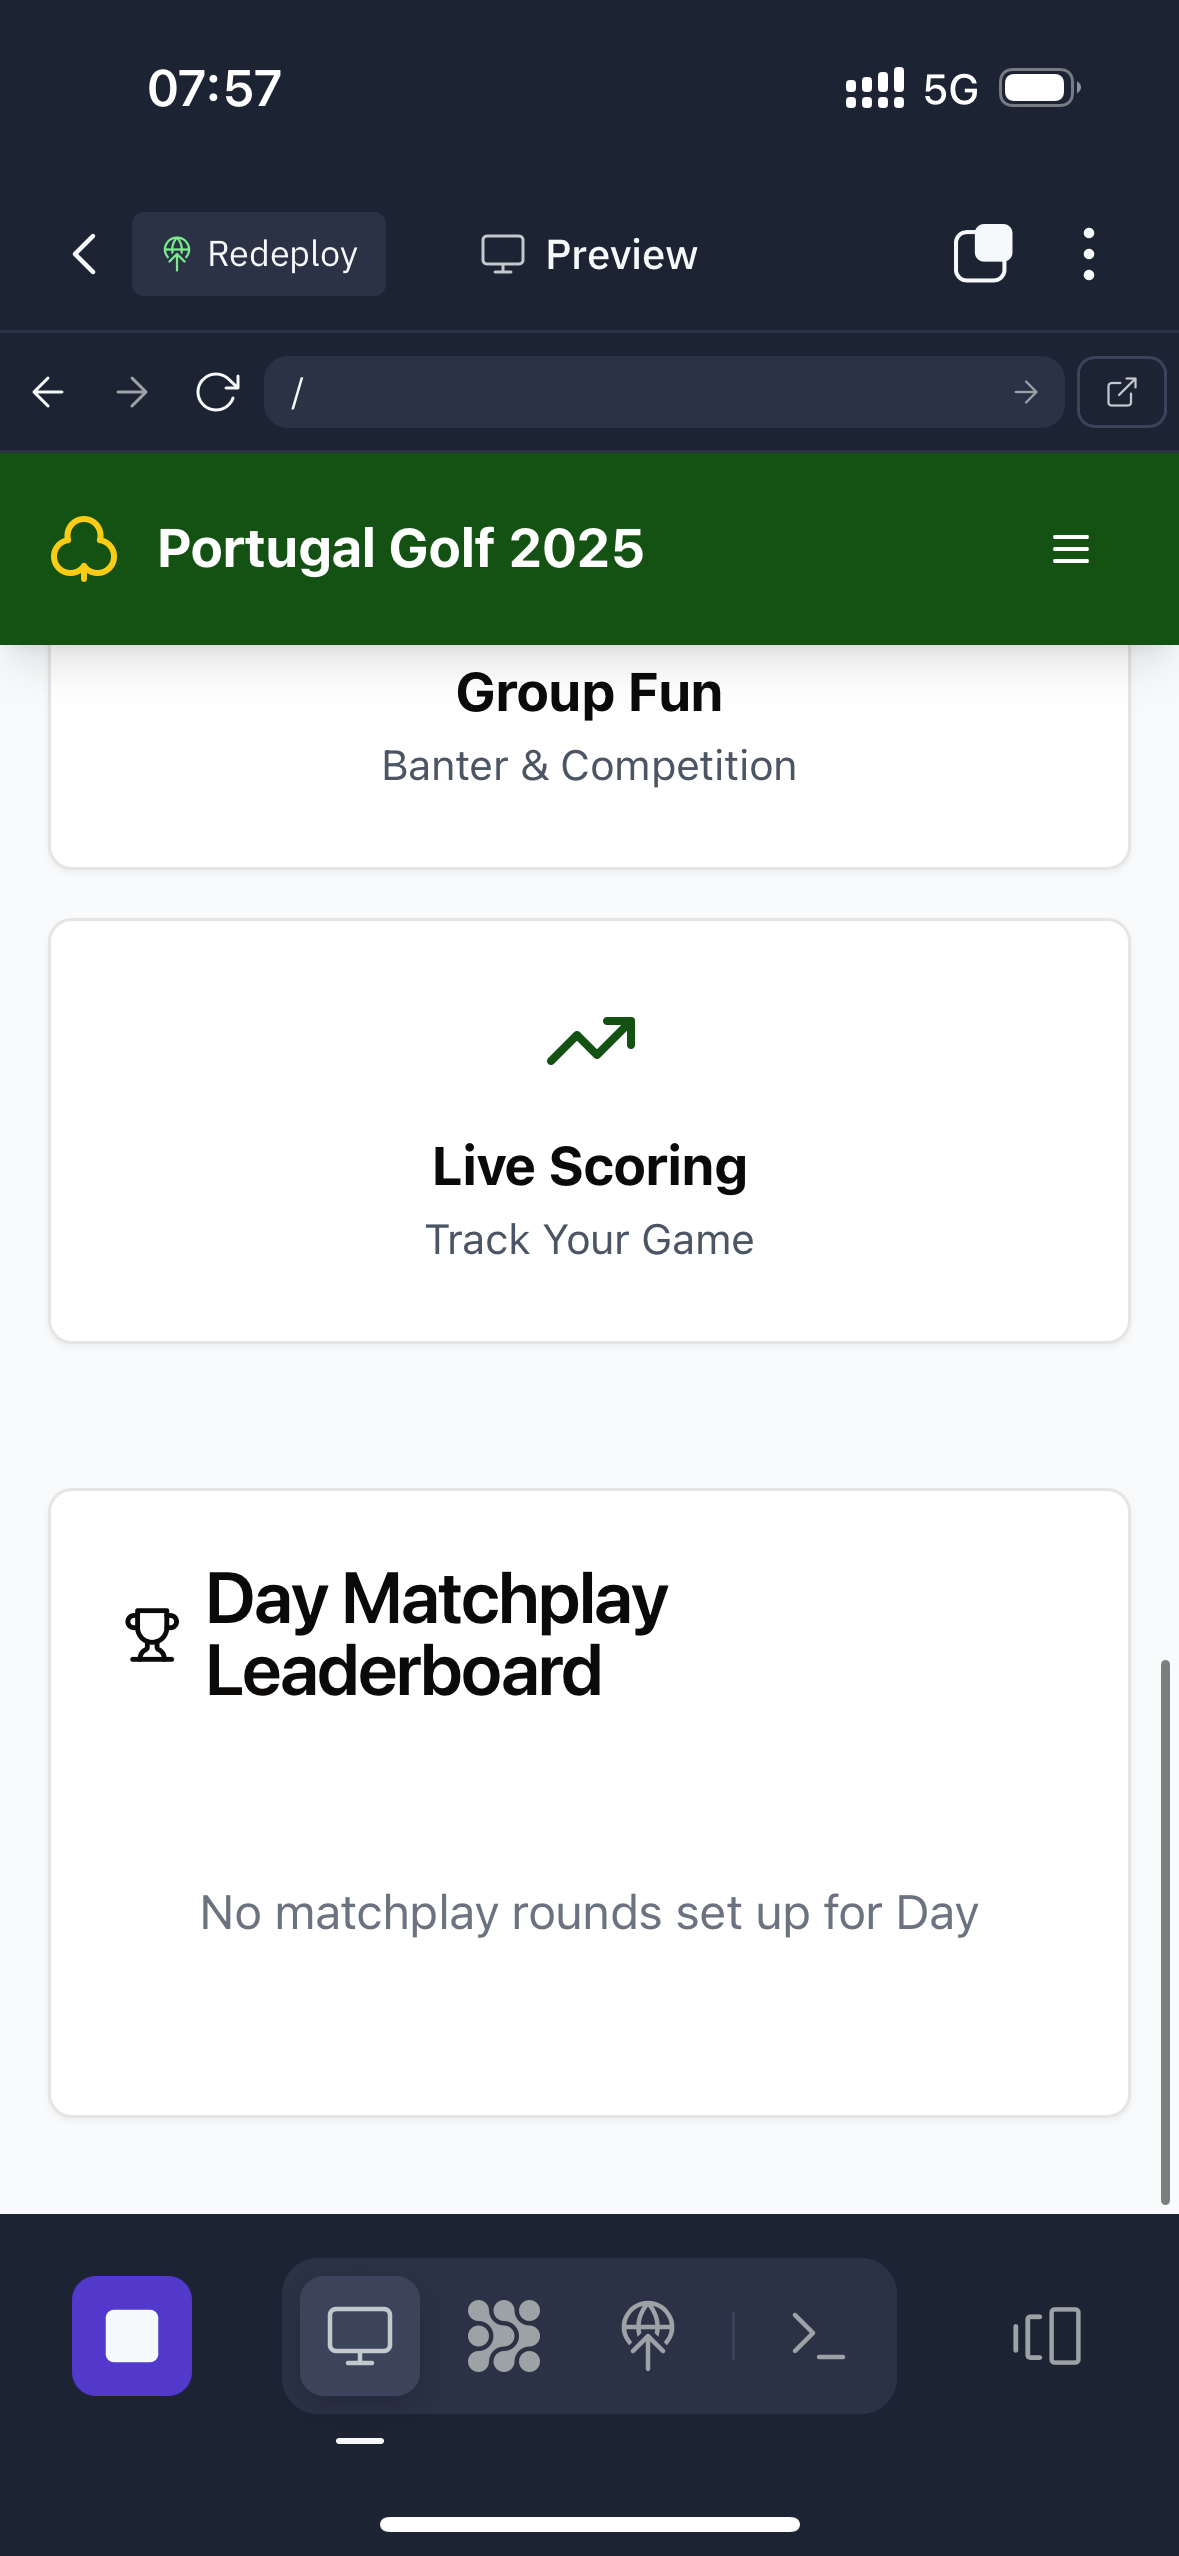 07:57
5G
Redeploy
Preview
/
Portugal Golf 2025
Group Fun
Banter & Competition
Live Scoring
Track Your Game
Day Matchplay
Leaderboard
No matchplay rounds set up for Day